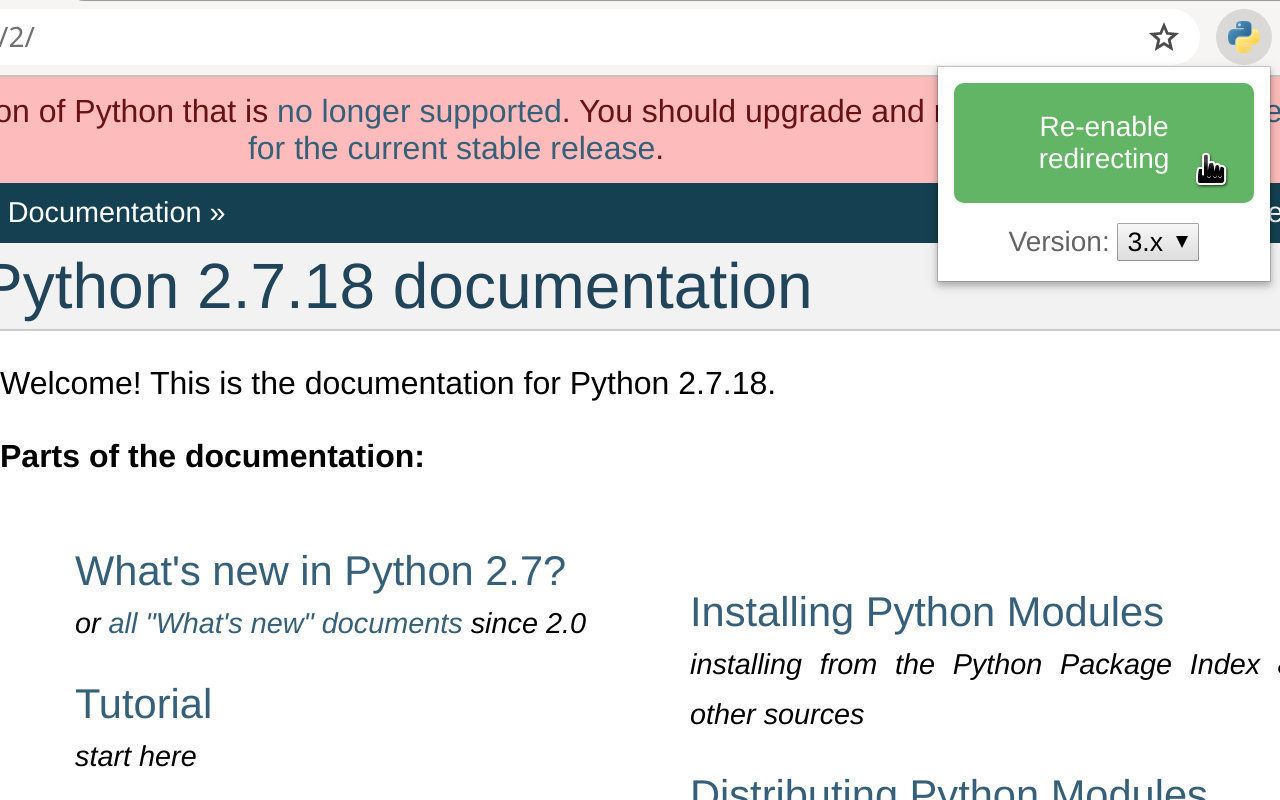 /2/
on of Python that is no longer supported. You should upgrade and
for the current stable release.
Re-enable
redirecting
Version: 3.x
Documentation »
Python 2.7.18 documentation
Welcome! This is the documentation for Python 2.7.18.
Parts of the documentation:
What's new in Python 2.7?
or all "What's new" documents since 2.0
Tutorial
start here
Installing Python Modules
installing from the Python Package Index
other sources
Distributing Python Modules